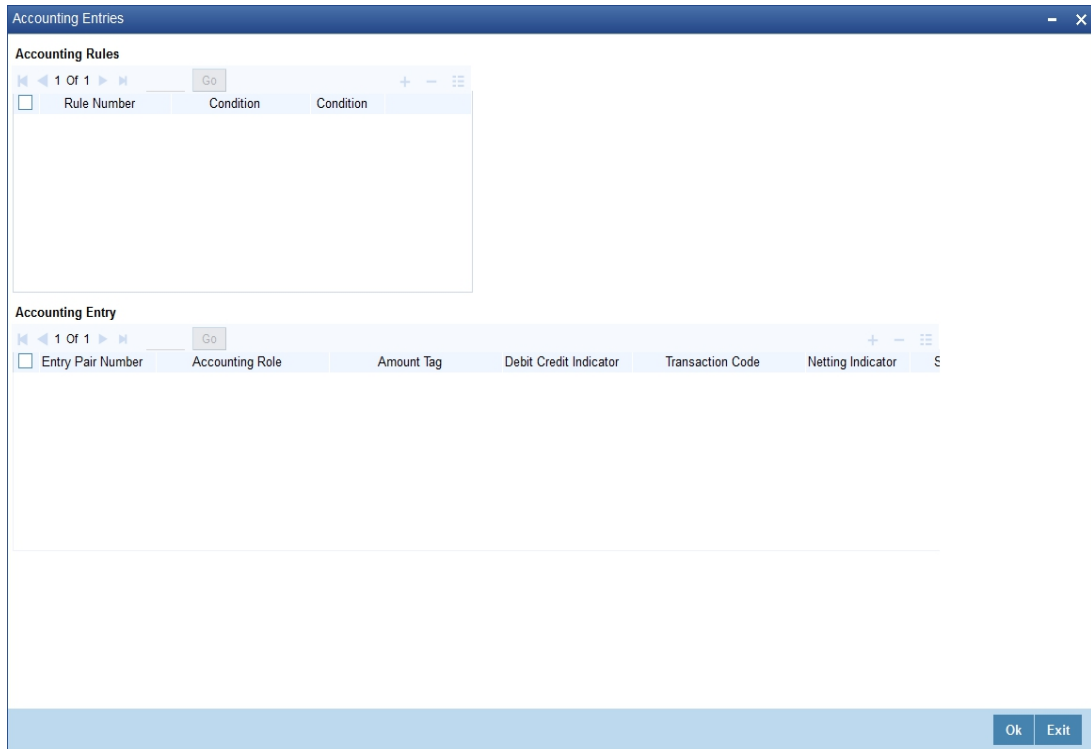 Accounting Entries
Accounting Rules
1 Of 1 Go
Rule Number Condition Condition
Accounting Entry
1 Of 1 Go
Entry Pair Number Accounting Role Amount Tag Debit Credit Indicator Transaction Code Netting Indicator
Ok Exit